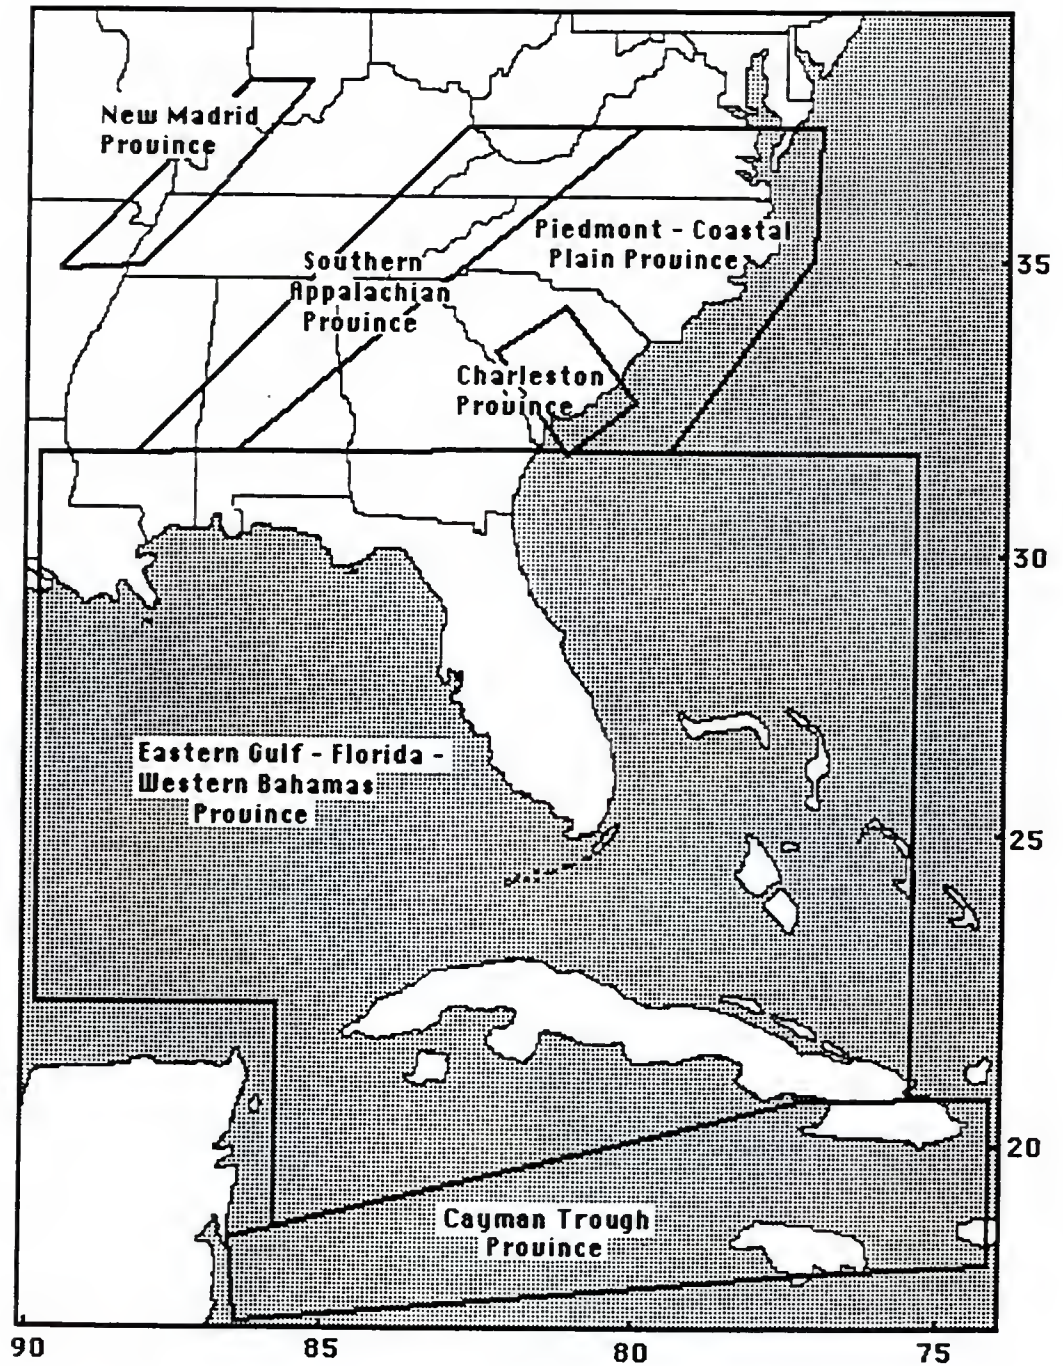 New Madrid
Province
Piedmont - Coastal
Plain Province
35
Southern
Appalachian
Province
Charleston
Province
30
Eastern Gulf - Florida -
Western Bahamas
Province
25
20
Cayman Trough
Province
90
85
80
75